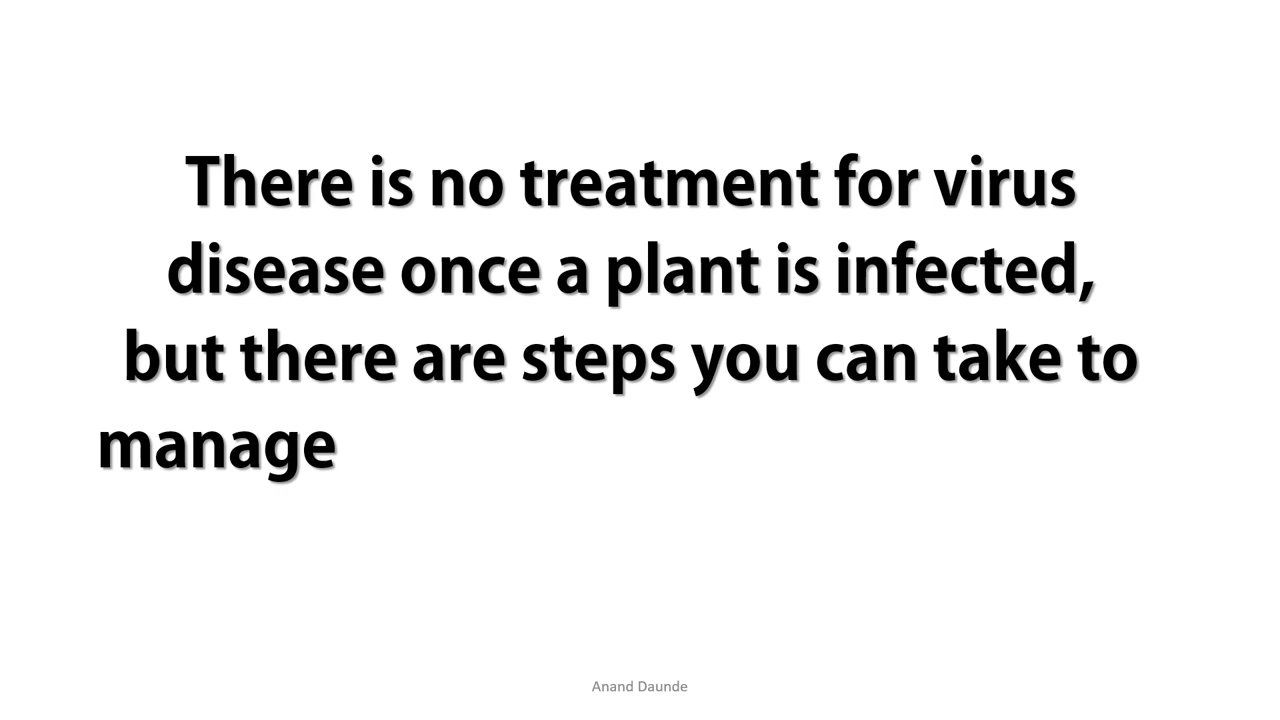 There is no treatment for virus
disease once a plant is infected,
but there are steps you can take to
manage
Anand Daunde